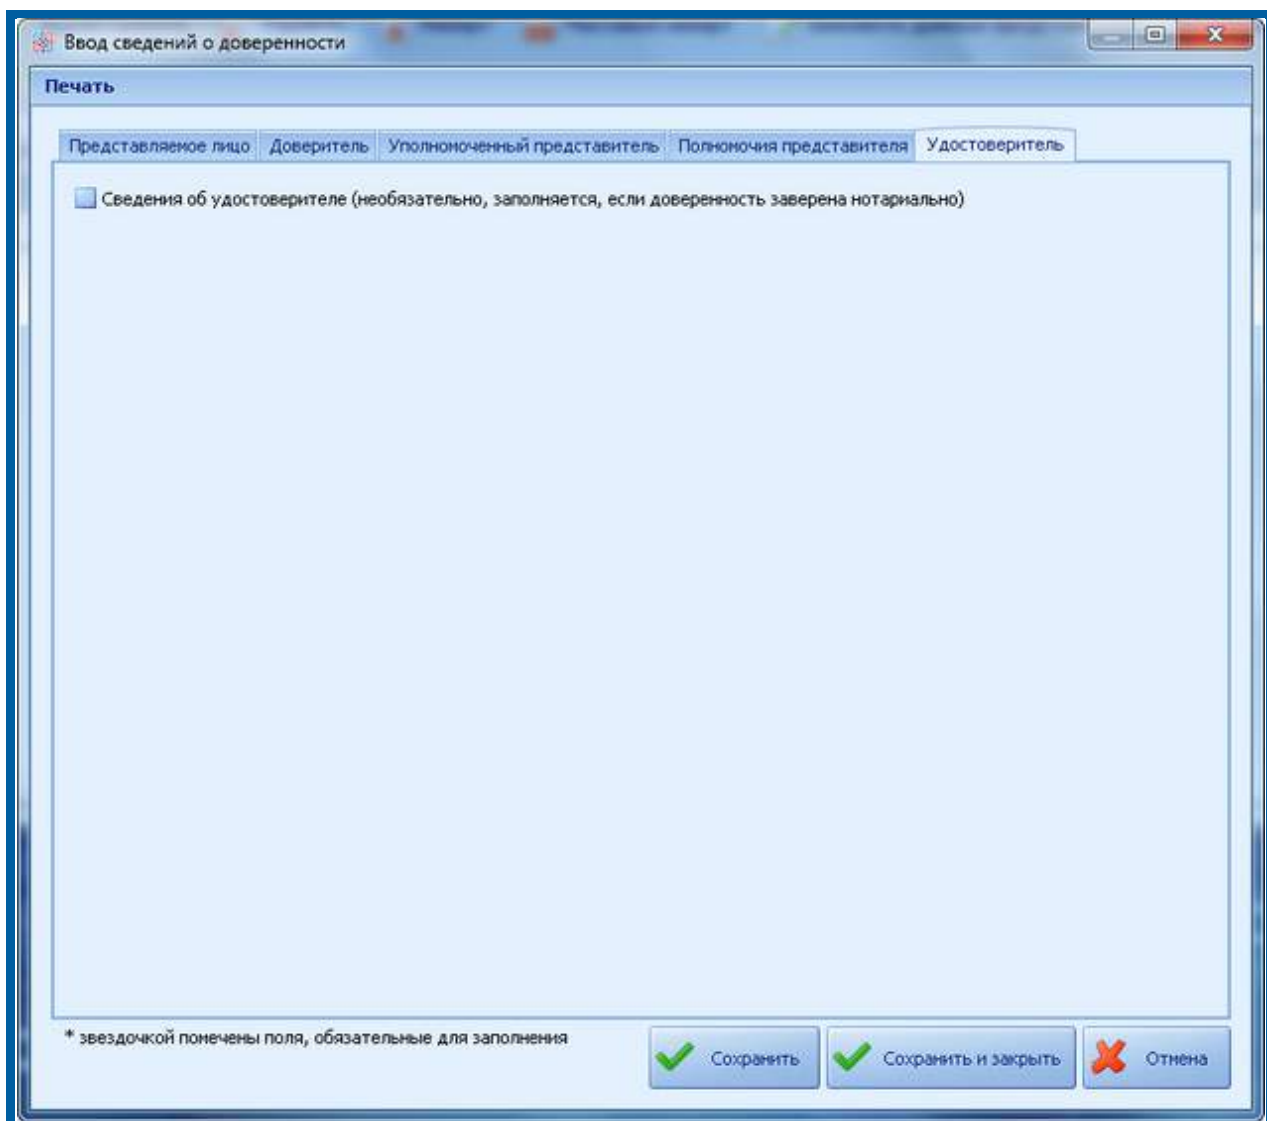 Ввод сведений о доверенности
Печать
Представляемое лицо Доверитель Уполномоченный представитель Полномочия представителя Удостоверитель
Сведения об удостоверителе (необязательно, заполняется, если доверенность заверена нотариально)
* звездочкой помечены поля, обязательные для заполнения
Сохранить Сохранить и закрыть Отмена